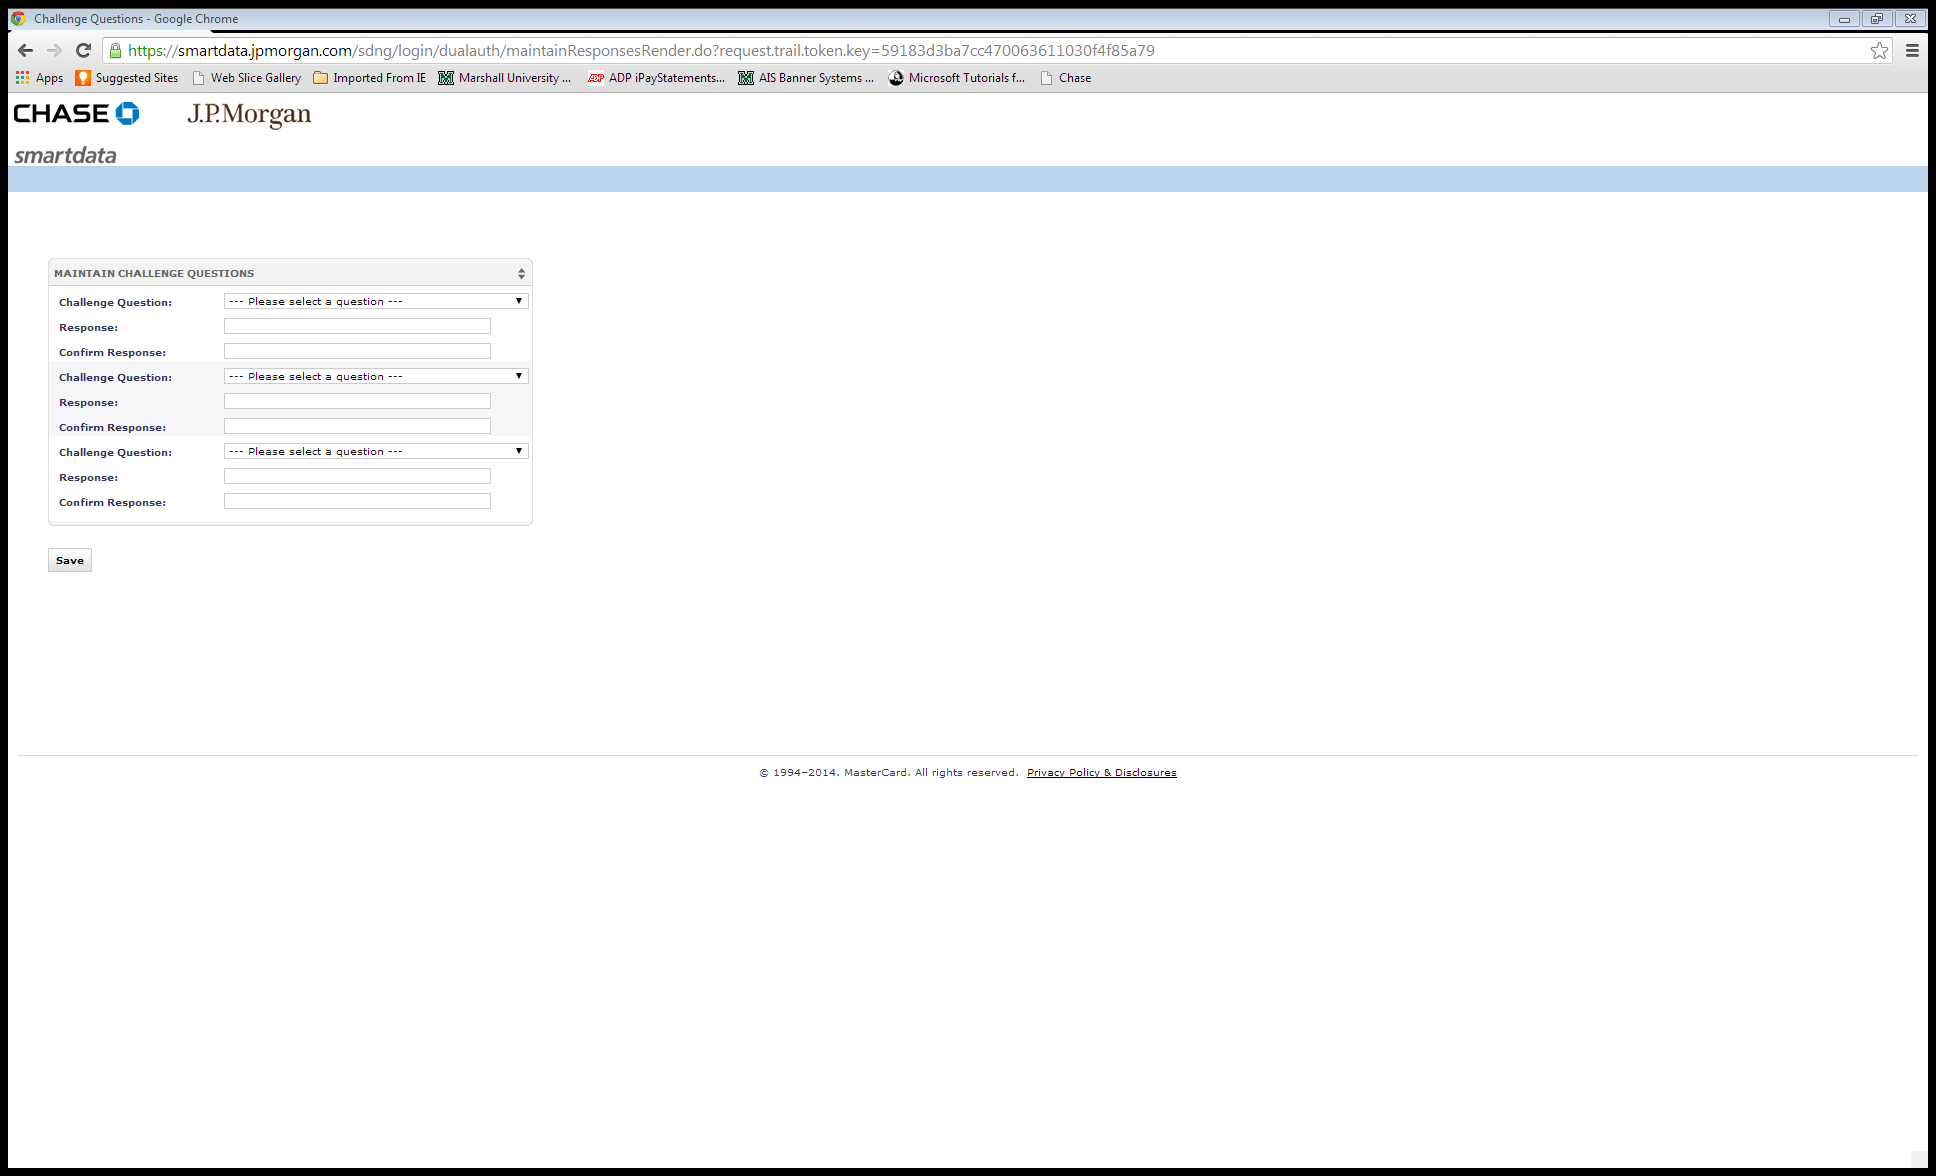 Challenge Questions - Google Chrome
https://smartdata.jpmorgan.com/sdng/login/dualauth/maintainResponsesRender.do?request.trail.token.key=59183d3ba7cc470063611030f4f85a79
Apps Suggested Sites Web Slice Gallery Imported From IE Marshall University ... ADP iPayStatements... AIS Banner Systems ... Microsoft Tutorials f... Chase
CHASE J.P.Morgan
smartdata
MAINTAIN CHALLENGE QUESTIONS
Challenge Question: --- Please select a question ---
Response:
Confirm Response:
Challenge Question: --- Please select a question ---
Response:
Confirm Response:
Challenge Question: --- Please select a question ---
Response:
Confirm Response:
Save
© 1994–2014. MasterCard. All rights reserved. Privacy Policy & Disclosures